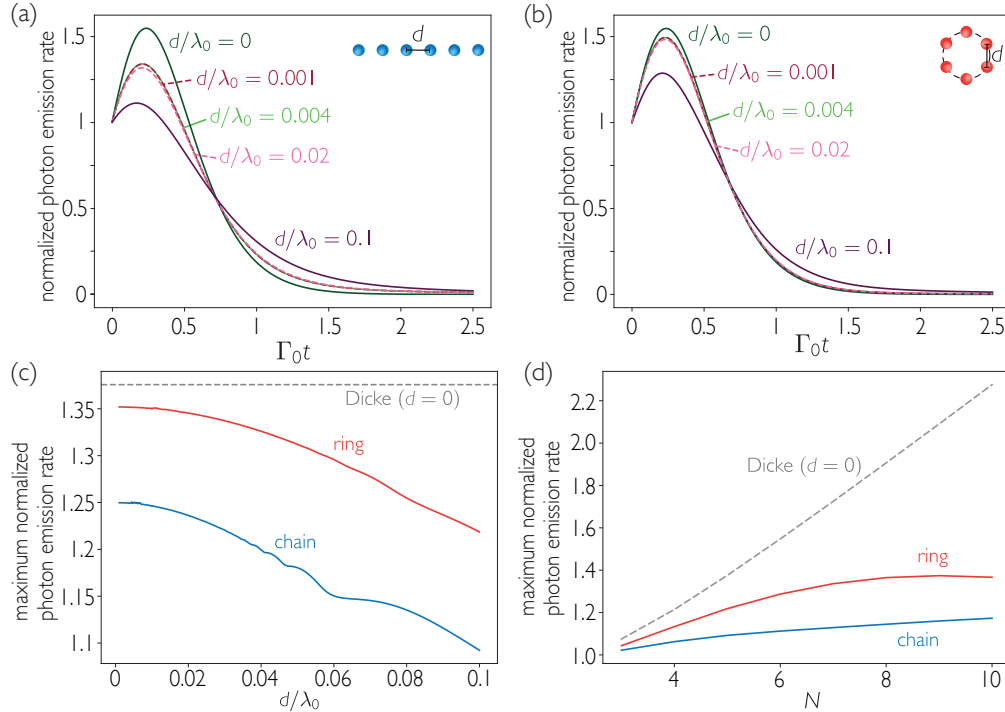 (a)
normalized photon emission rate
1.5
1
0.5
0
d/λ₀ = 0
d/λ₀ = 0.001
d/λ₀ = 0.004
d/λ₀ = 0.02
d/λ₀ = 0.1
d
0 0.5 1 1.5 2 2.5
Γ₀t
(b)
normalized photon emission rate
1.5
1
0.5
0
d/λ₀ = 0
d/λ₀ = 0.001
d/λ₀ = 0.004
d/λ₀ = 0.02
d/λ₀ = 0.1
d
0 0.5 1 1.5 2 2.5
Γ₀t
(c)
maximum normalized
photon emission rate
1.35
1.3
1.25
1.2
1.15
1.1
Dicke (d = 0)
ring
chain
0 0.02 0.04 0.06 0.08 0.1
d/λ₀
(d)
maximum normalized
photon emission rate
2.2
2.0
1.8
1.6
1.4
1.2
1.0
Dicke (d = 0)
ring
chain
4 6 8 10
N